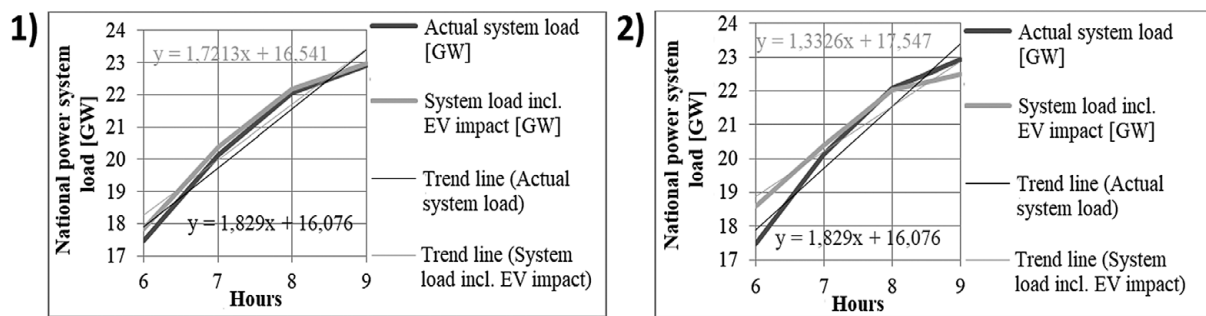 1)
National power system
load [GW]
24
23
22
21
20
19
18
17
y = 1.7213x + 16,541
y = 1,829x + 16,076
6
7
8
9
Hours
Actual system load
[GW]
System load incl.
EV impact [GW]
Trend line (Actual
system load)
Trend line (System
load incl. EV impact)
2)
National power system
load [GW]
24
23
22
21
20
19
18
17
y = 1,3326x + 17,547
y = 1,829x + 16,076
6
7
8
9
Hours
Actual system load
[GW]
System load incl.
EV impact [GW]
Trend line (Actual
system load)
Trend line (System
load incl. EV impact)